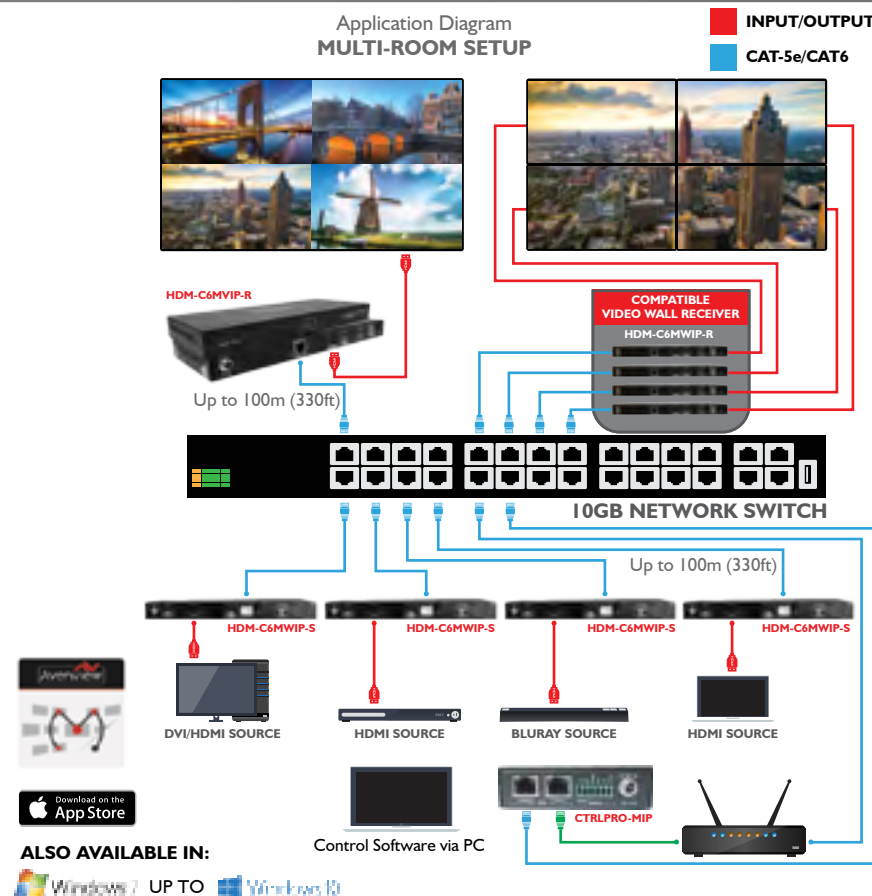 Application Diagram
MULTI-ROOM SETUP
INPUT/OUTPUT
CAT-5e/CAT6
HDM-C6MVIP-R
COMPATIBLE
VIDEO WALL RECEIVER
HDM-C6MWIP-R
Up to 100m (330ft)
10GB NETWORK SWITCH
Up to 100m (330ft)
HDM-C6MWIP-S
HDM-C6MWIP-S
HDM-C6MWIP-S
HDM-C6MWIP-S
Avenview
DVI/HDMI SOURCE
HDMI SOURCE
BLURAY SOURCE
HDMI SOURCE
Download on the
App Store
CTRLPRO-MIP
Control Software via PC
ALSO AVAILABLE IN:
Windows 7 UP TO Windows 10